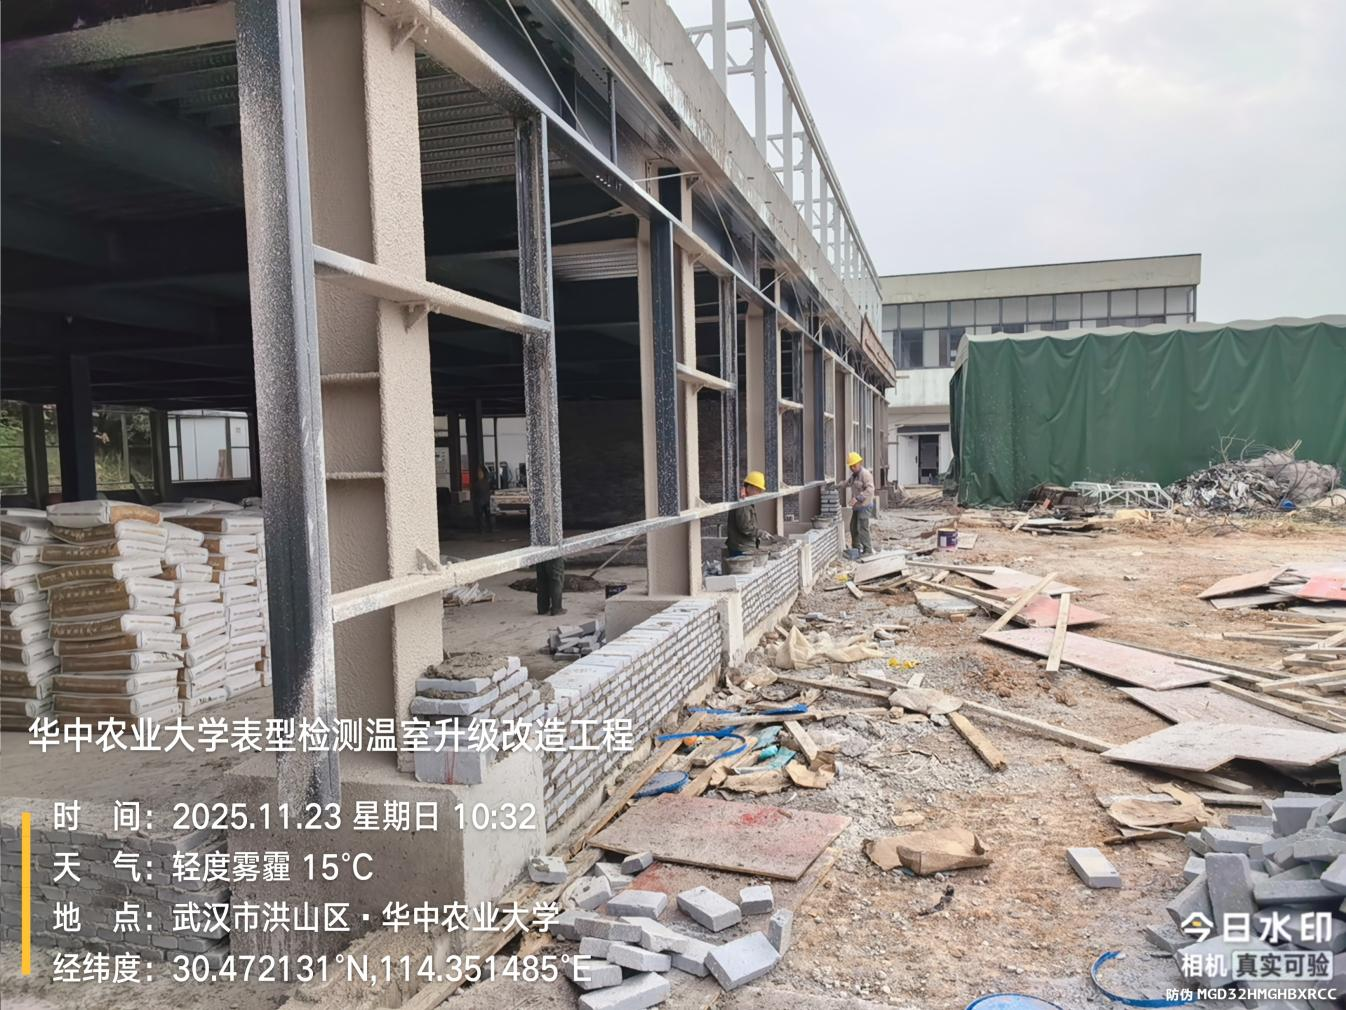 华中农业大学表型检测温室升级改造工程
时 间：2025.11.23 星期日 10:32
天 气：轻度雾霾 15℃
地 点：武汉市洪山区·华中农业大学
经纬度：30.472131°N,114.351485°E
今日水印
相机 真实可验
防伪 MGD32HMGHBXRCC